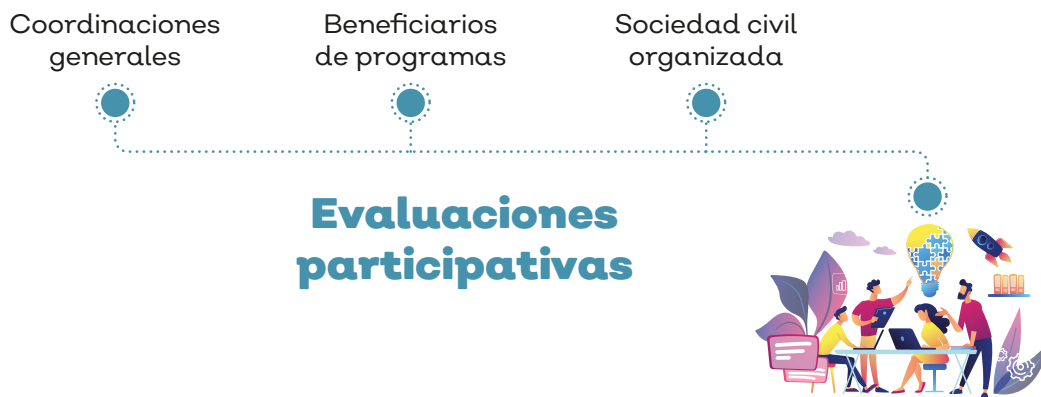 Coordinaciones
generales
Beneficiarios
de programas
Sociedad civil
organizada
Evaluaciones
participativas